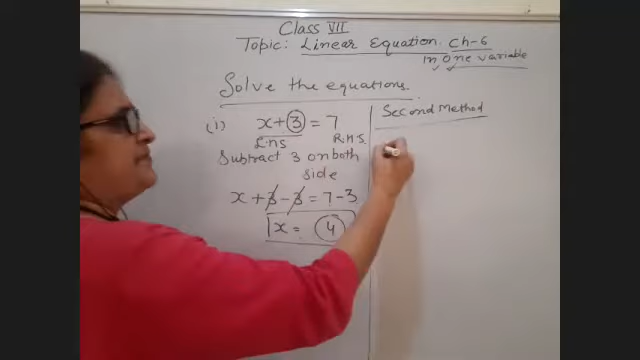 Class VII
Topic: Linear Equation. Ch-6
in one variable
Solve the equations.
(i) x + 3 = 7
L.H.S R.H.S.
Subtract 3 on both
side
x + 3 - 3 = 7 - 3
x = 4
Second Method